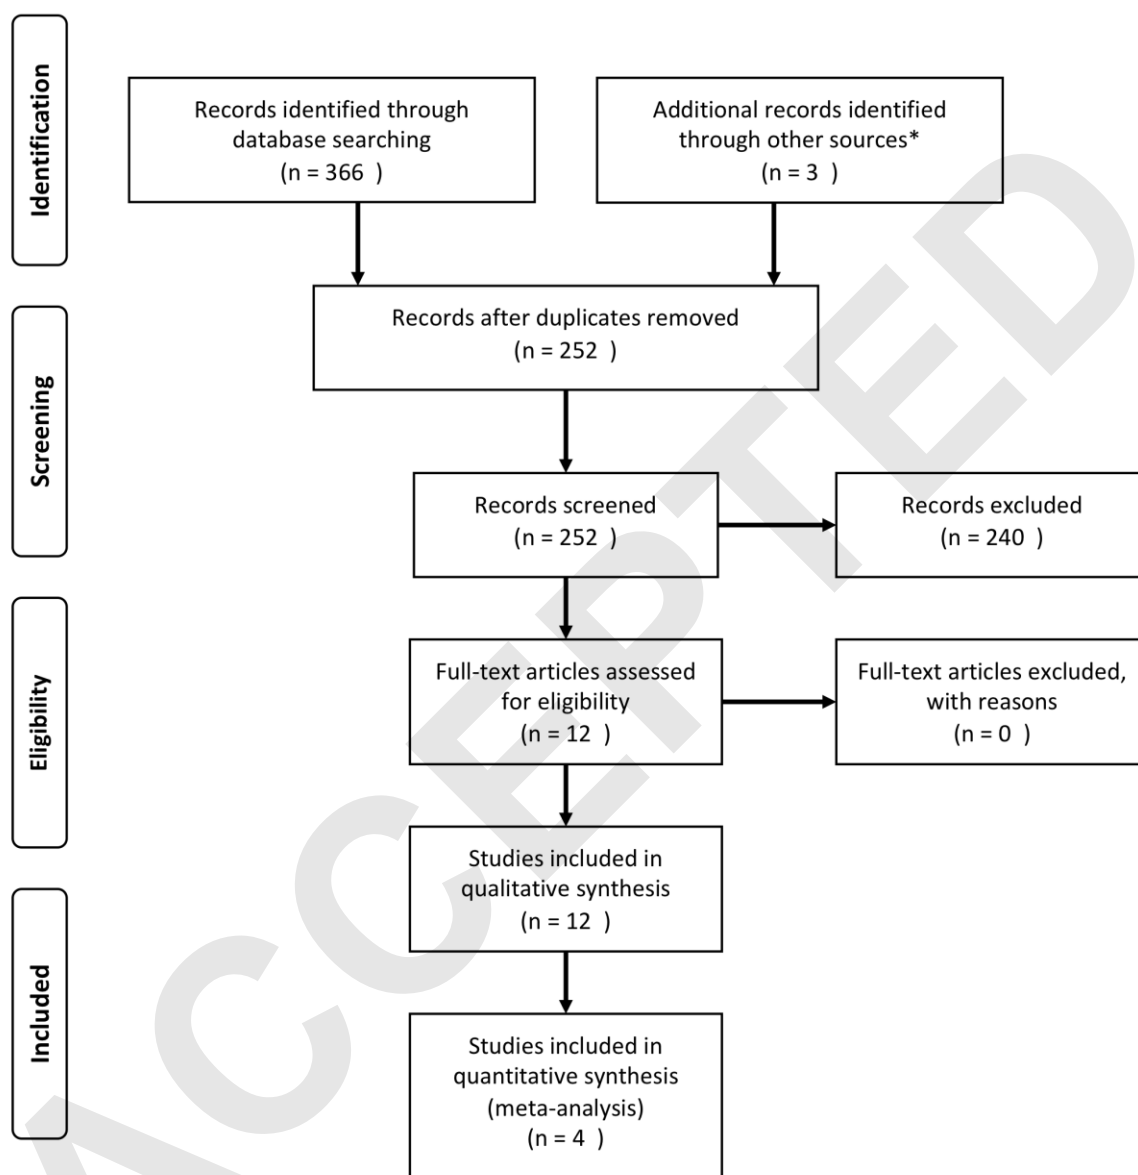 Identification
Records identified through
database searching
(n = 366  )
Additional records identified
through other sources*
(n = 3  )
Screening
Records after duplicates removed
(n = 252  )
Records screened
(n = 252  )
Records excluded
(n = 240  )
Eligibility
Full-text articles assessed
for eligibility
(n = 12  )
Full-text articles excluded,
with reasons
(n = 0  )
Included
Studies included in
qualitative synthesis
(n = 12  )
Studies included in
quantitative synthesis
(meta-analysis)
(n = 4  )
ACCEPTED